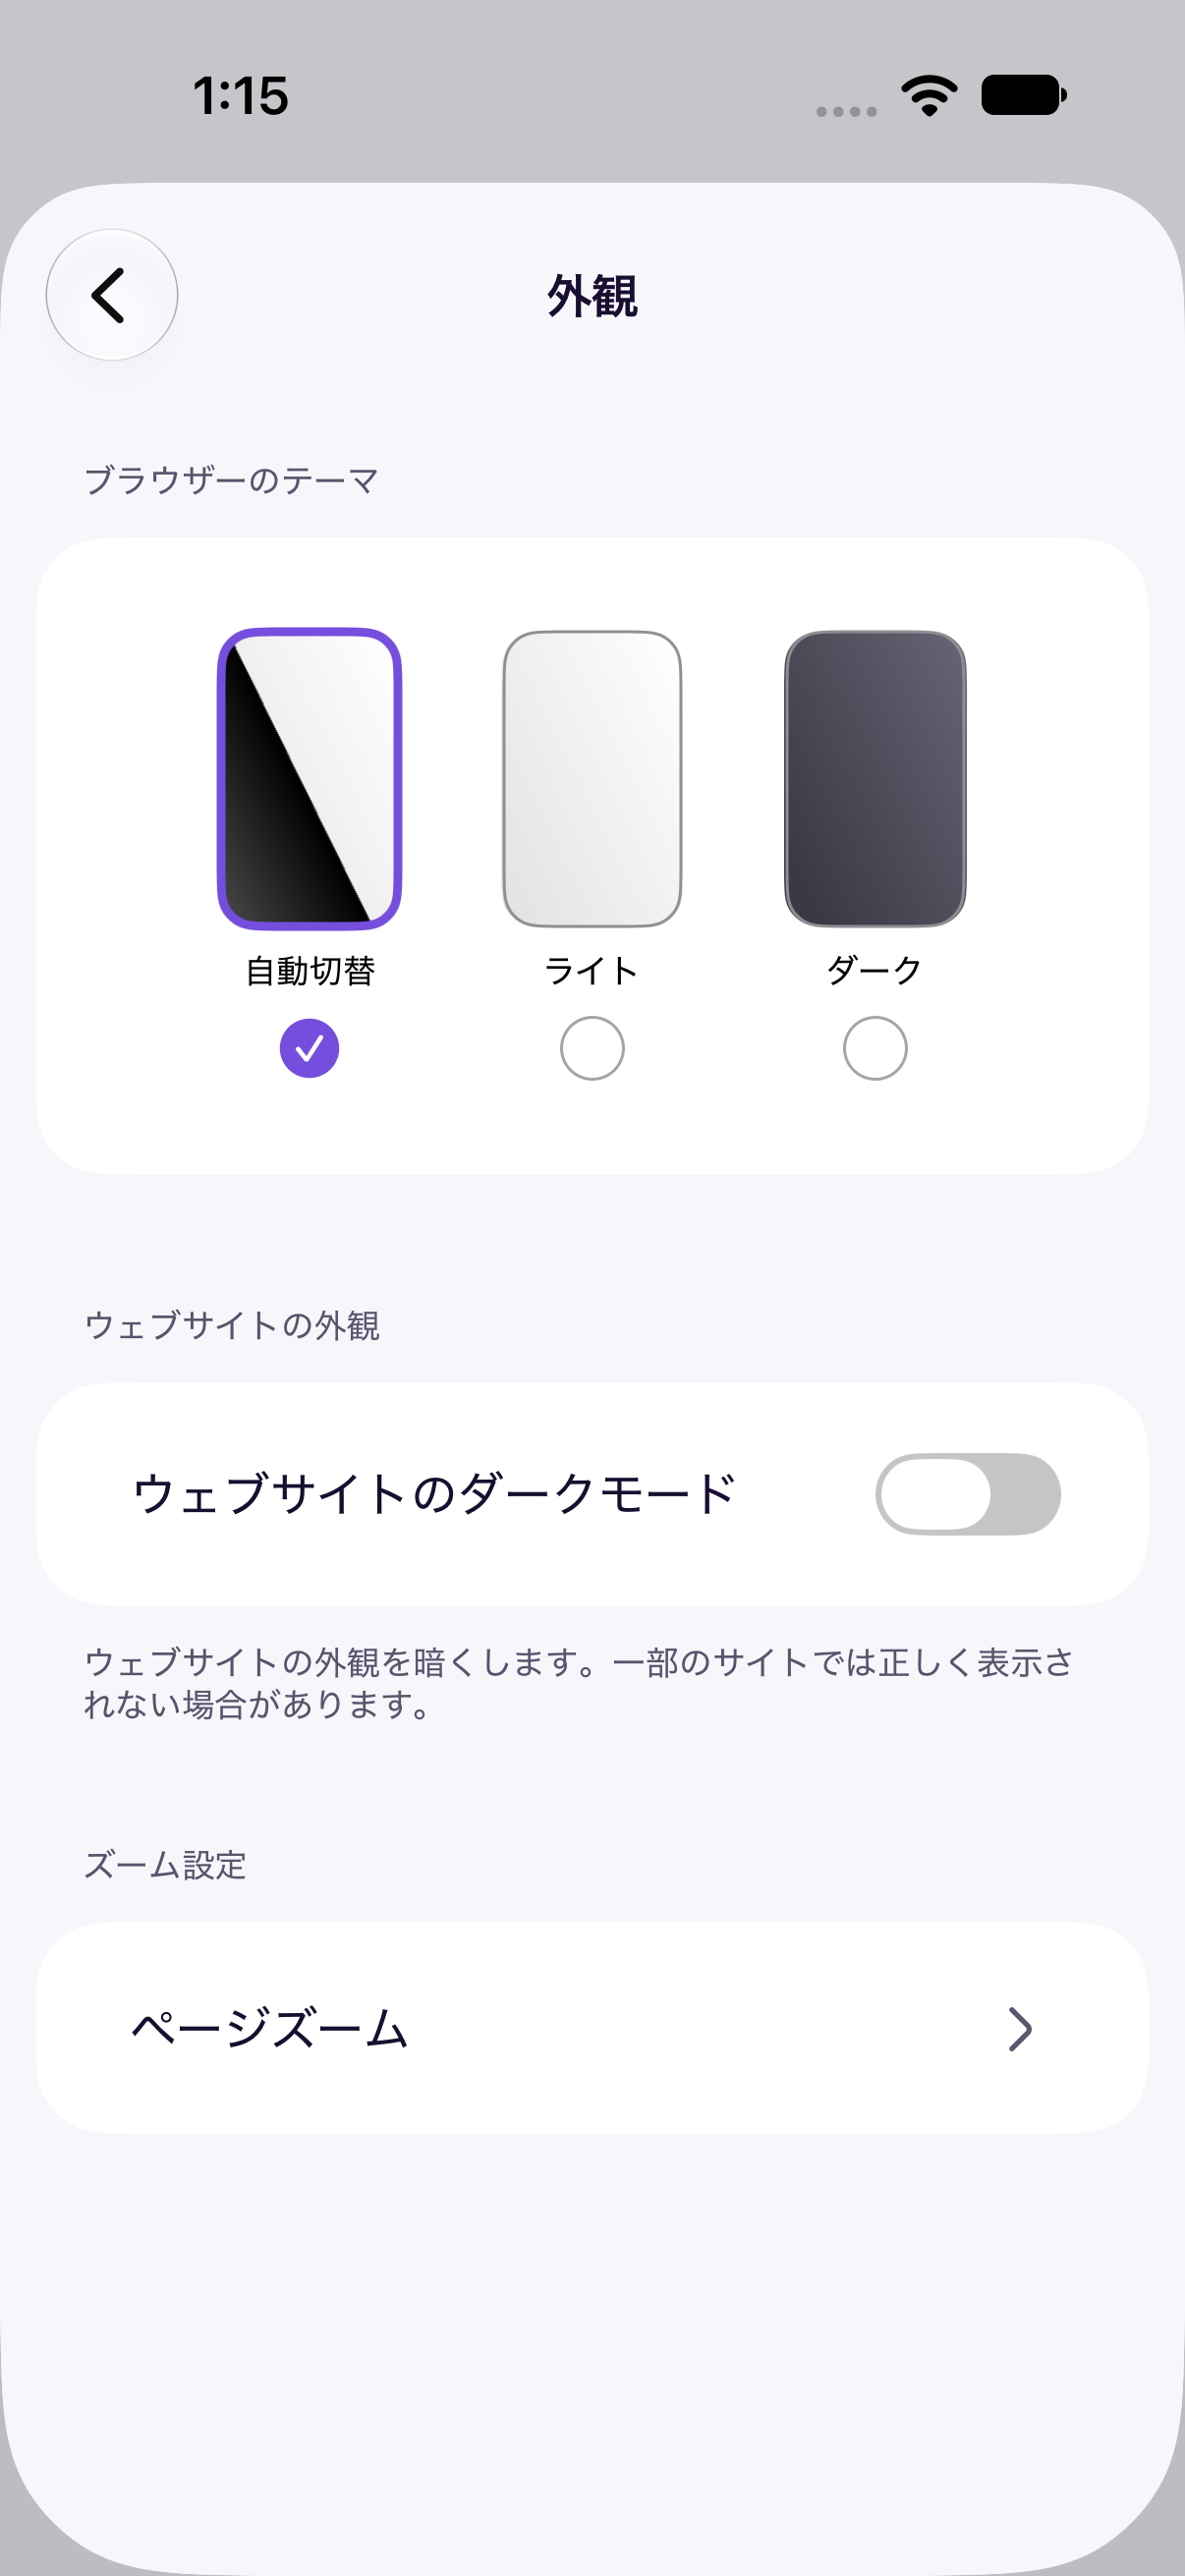 1:15
外観
ブラウザーのテーマ
自動切替
ライト
ダーク
ウェブサイトの外観
ウェブサイトのダークモード
ウェブサイトの外観を暗くします。一部のサイトでは正しく表示さ
れない場合があります。
ズーム設定
ページズーム